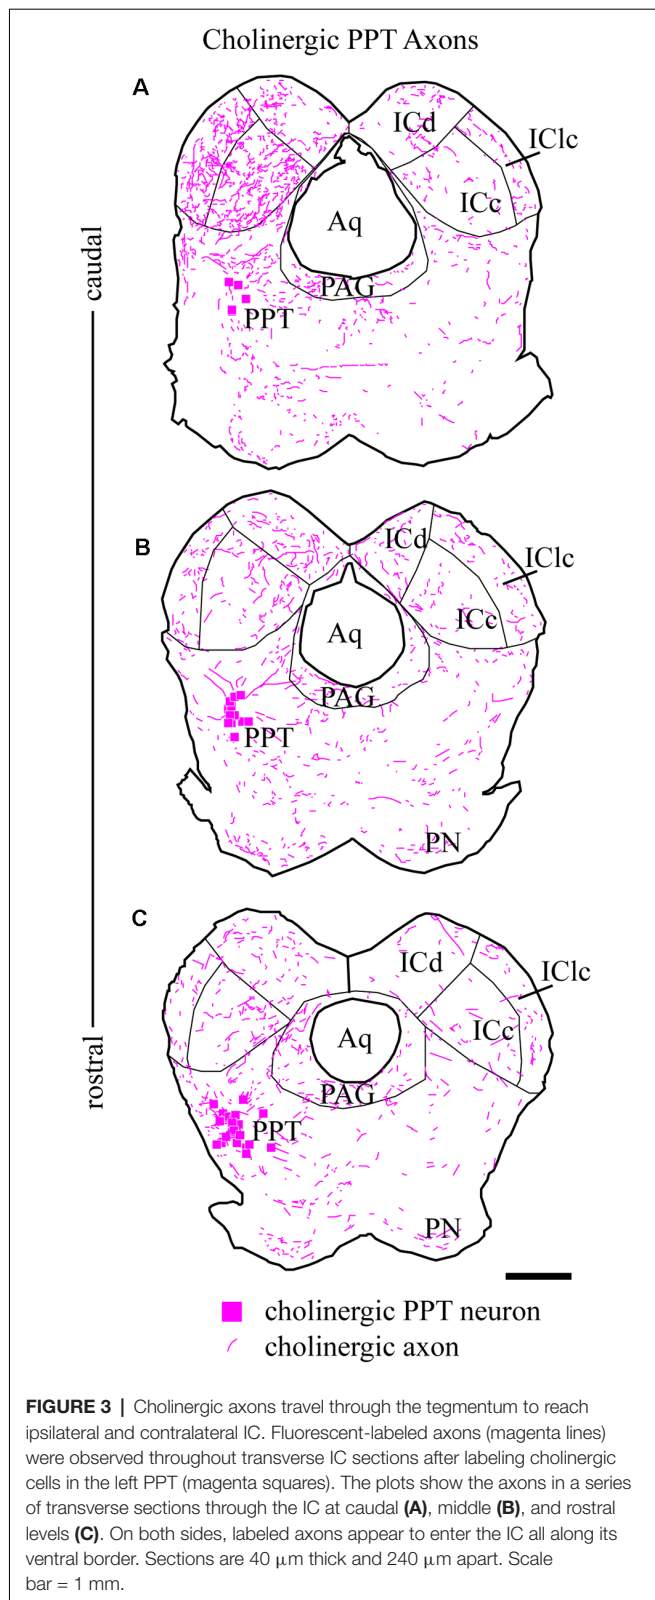 Cholinergic PPT Axons
A
ICd
IClc
ICc
Aq
PAG
PPT
caudal
B
ICd
IClc
ICc
Aq
PAG
PPT
PN
C
ICd
IClc
ICc
Aq
rostral
PAG
PPT
PN
cholinergic PPT neuron
cholinergic axon
FIGURE 3 | Cholinergic axons travel through the tegmentum to reach
ipsilateral and contralateral IC. Fluorescent-labeled axons (magenta lines)
were observed throughout transverse IC sections after labeling cholinergic
cells in the left PPT (magenta squares). The plots show the axons in a series
of transverse sections through the IC at caudal (A), middle (B), and rostral
levels (C). On both sides, labeled axons appear to enter the IC all along its
ventral border. Sections are 40 μm thick and 240 μm apart. Scale
bar = 1 mm.